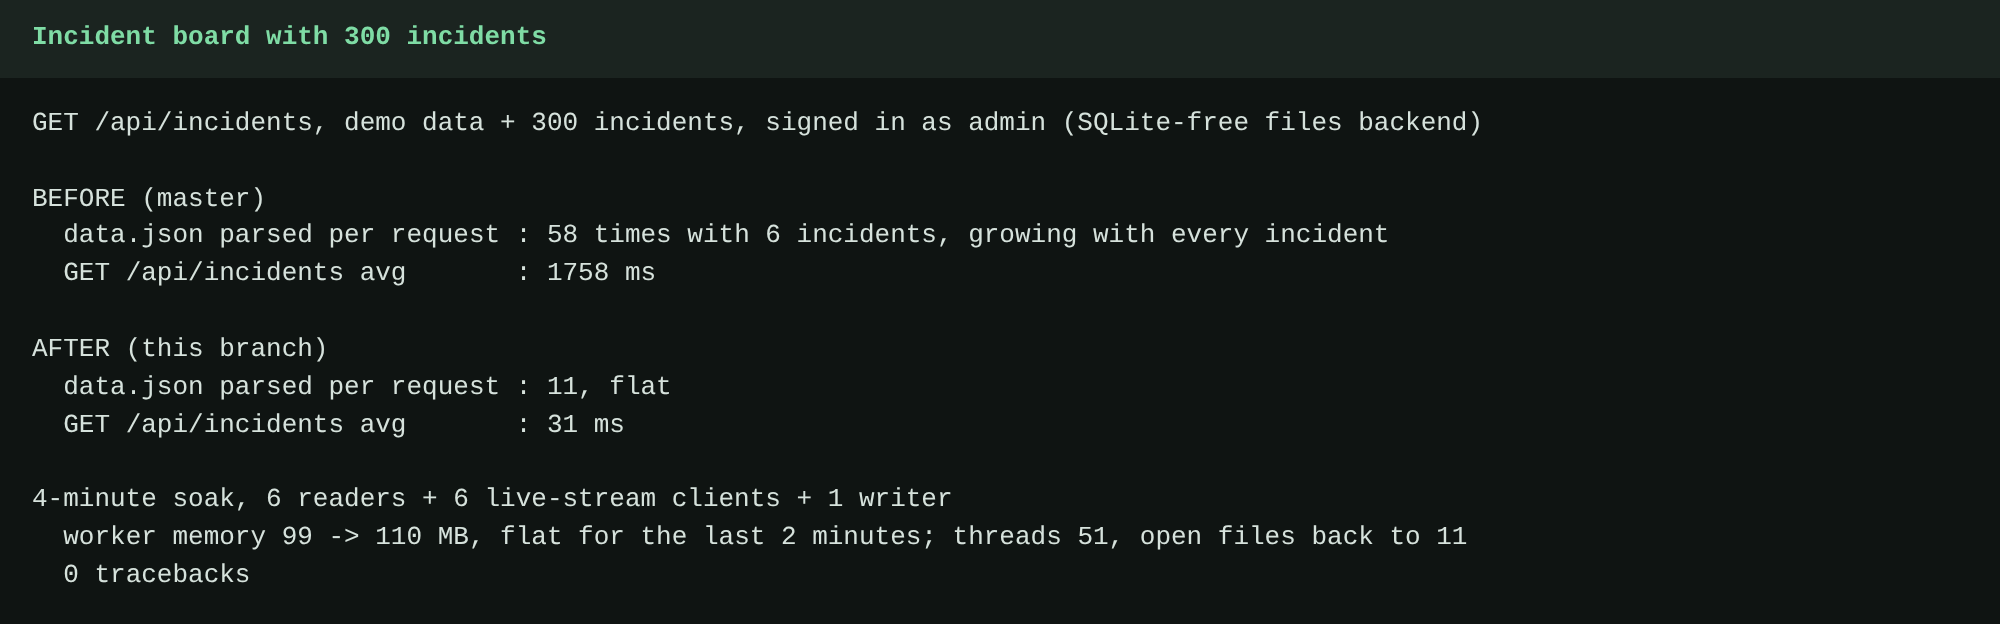 Incident board with 300 incidents
GET /api/incidents, demo data + 300 incidents, signed in as admin (SQLite-free files backend)
BEFORE (master)
data.json parsed per request : 58 times with 6 incidents, growing with every incident
GET /api/incidents avg       : 1758 ms
AFTER (this branch)
data.json parsed per request : 11, flat
GET /api/incidents avg       : 31 ms
4-minute soak, 6 readers + 6 live-stream clients + 1 writer
worker memory 99 -> 110 MB, flat for the last 2 minutes; threads 51, open files back to 11
0 tracebacks